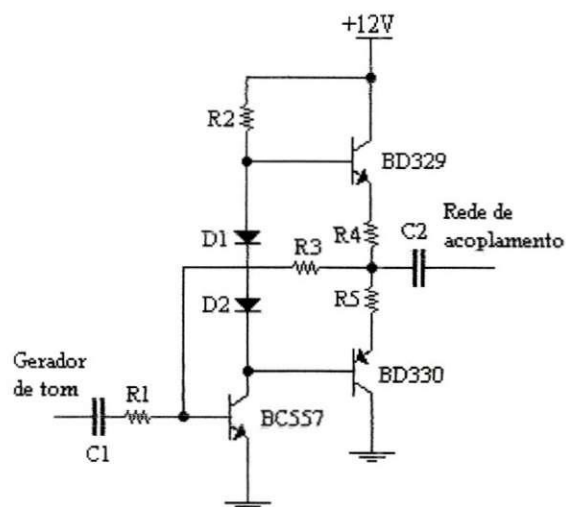 +12V
R2
BD329
D1
R3
R4
C2
Rede de
acoplamento
D2
R5
Gerador
de tom
R1
BC557
BD330
C1